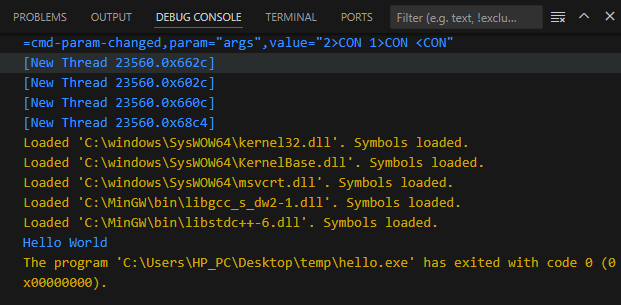 PROBLEMS OUTPUT DEBUG CONSOLE TERMINAL PORTS Filter (e.g. text, !exclu...
=cmd-param-changed,param="args",value="2>CON 1>CON <CON"
[New Thread 23560.0x662c]
[New Thread 23560.0x602c]
[New Thread 23560.0x660c]
[New Thread 23560.0x68c4]
Loaded 'C:\windows\SysWOW64\kernel32.dll'. Symbols loaded.
Loaded 'C:\windows\SysWOW64\KernelBase.dll'. Symbols loaded.
Loaded 'C:\windows\SysWOW64\msvcrt.dll'. Symbols loaded.
Loaded 'C:\MinGW\bin\libgcc_s_dw2-1.dll'. Symbols loaded.
Loaded 'C:\MinGW\bin\libstdc++-6.dll'. Symbols loaded.
Hello World
The program 'C:\Users\HP_PC\Desktop\temp\hello.exe' has exited with code 0 (0
x00000000).